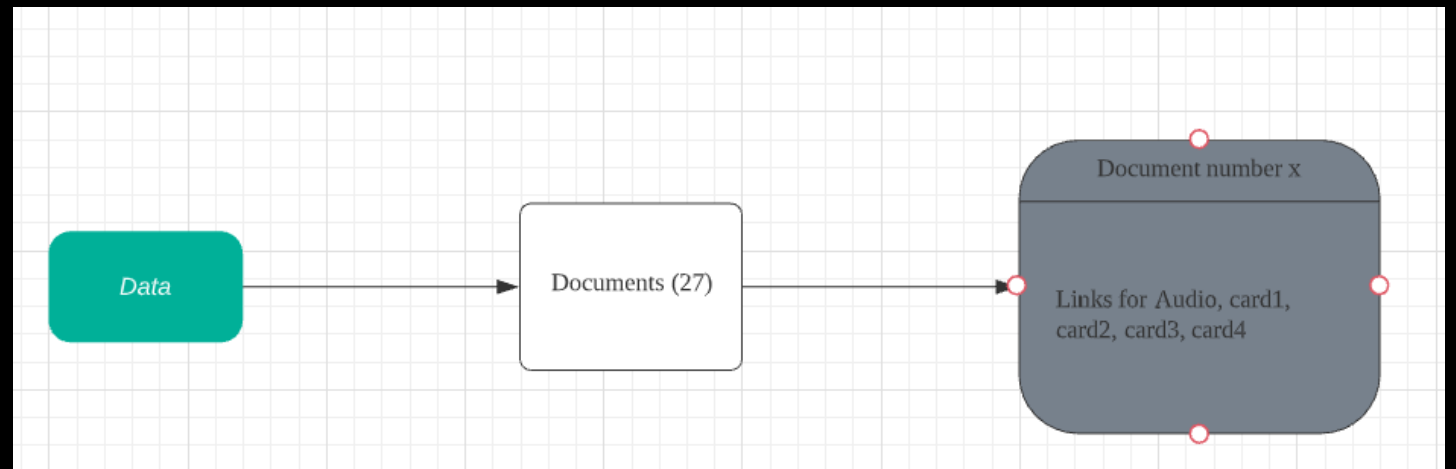 Data
Documents (27)
Document number x
Links for Audio, card1,
card2, card3, card4